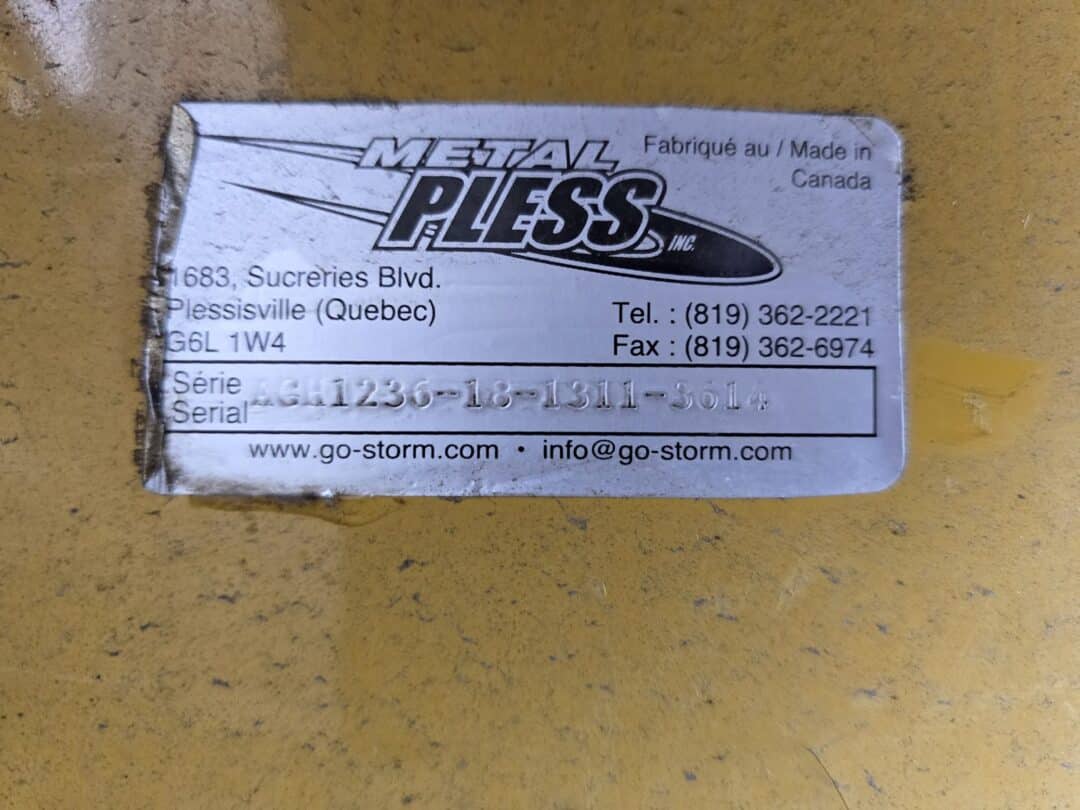 METAL
PLESS
INC.
Fabriqué au / Made in
Canada
1683, Sucreries Blvd.
Plessisville (Quebec)
G6L 1W4
Tel. : (819) 362-2221
Fax : (819) 362-6974
Série
Serial
AGH1236-18-1311-3614
www.go-storm.com • info@go-storm.com